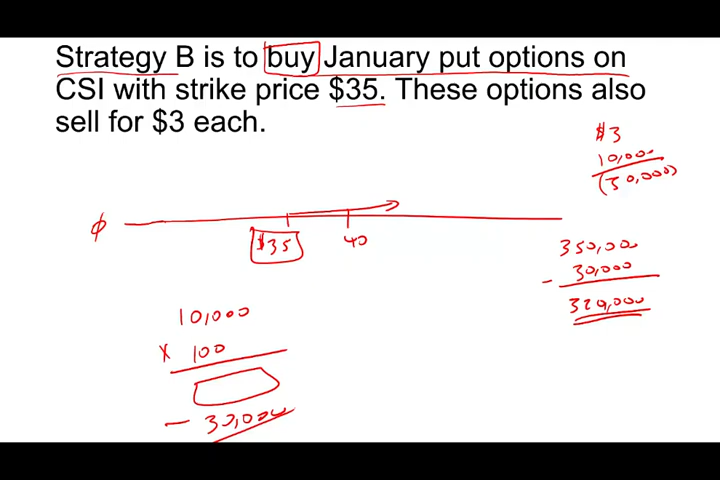 Strategy B is to buy January put options on
CSI with strike price $35. These options also
sell for $3 each.
$3
10,000
(30,000)
φ
$35
40
350,000
- 30,000
320,000
10,000
X 100
- 30,000